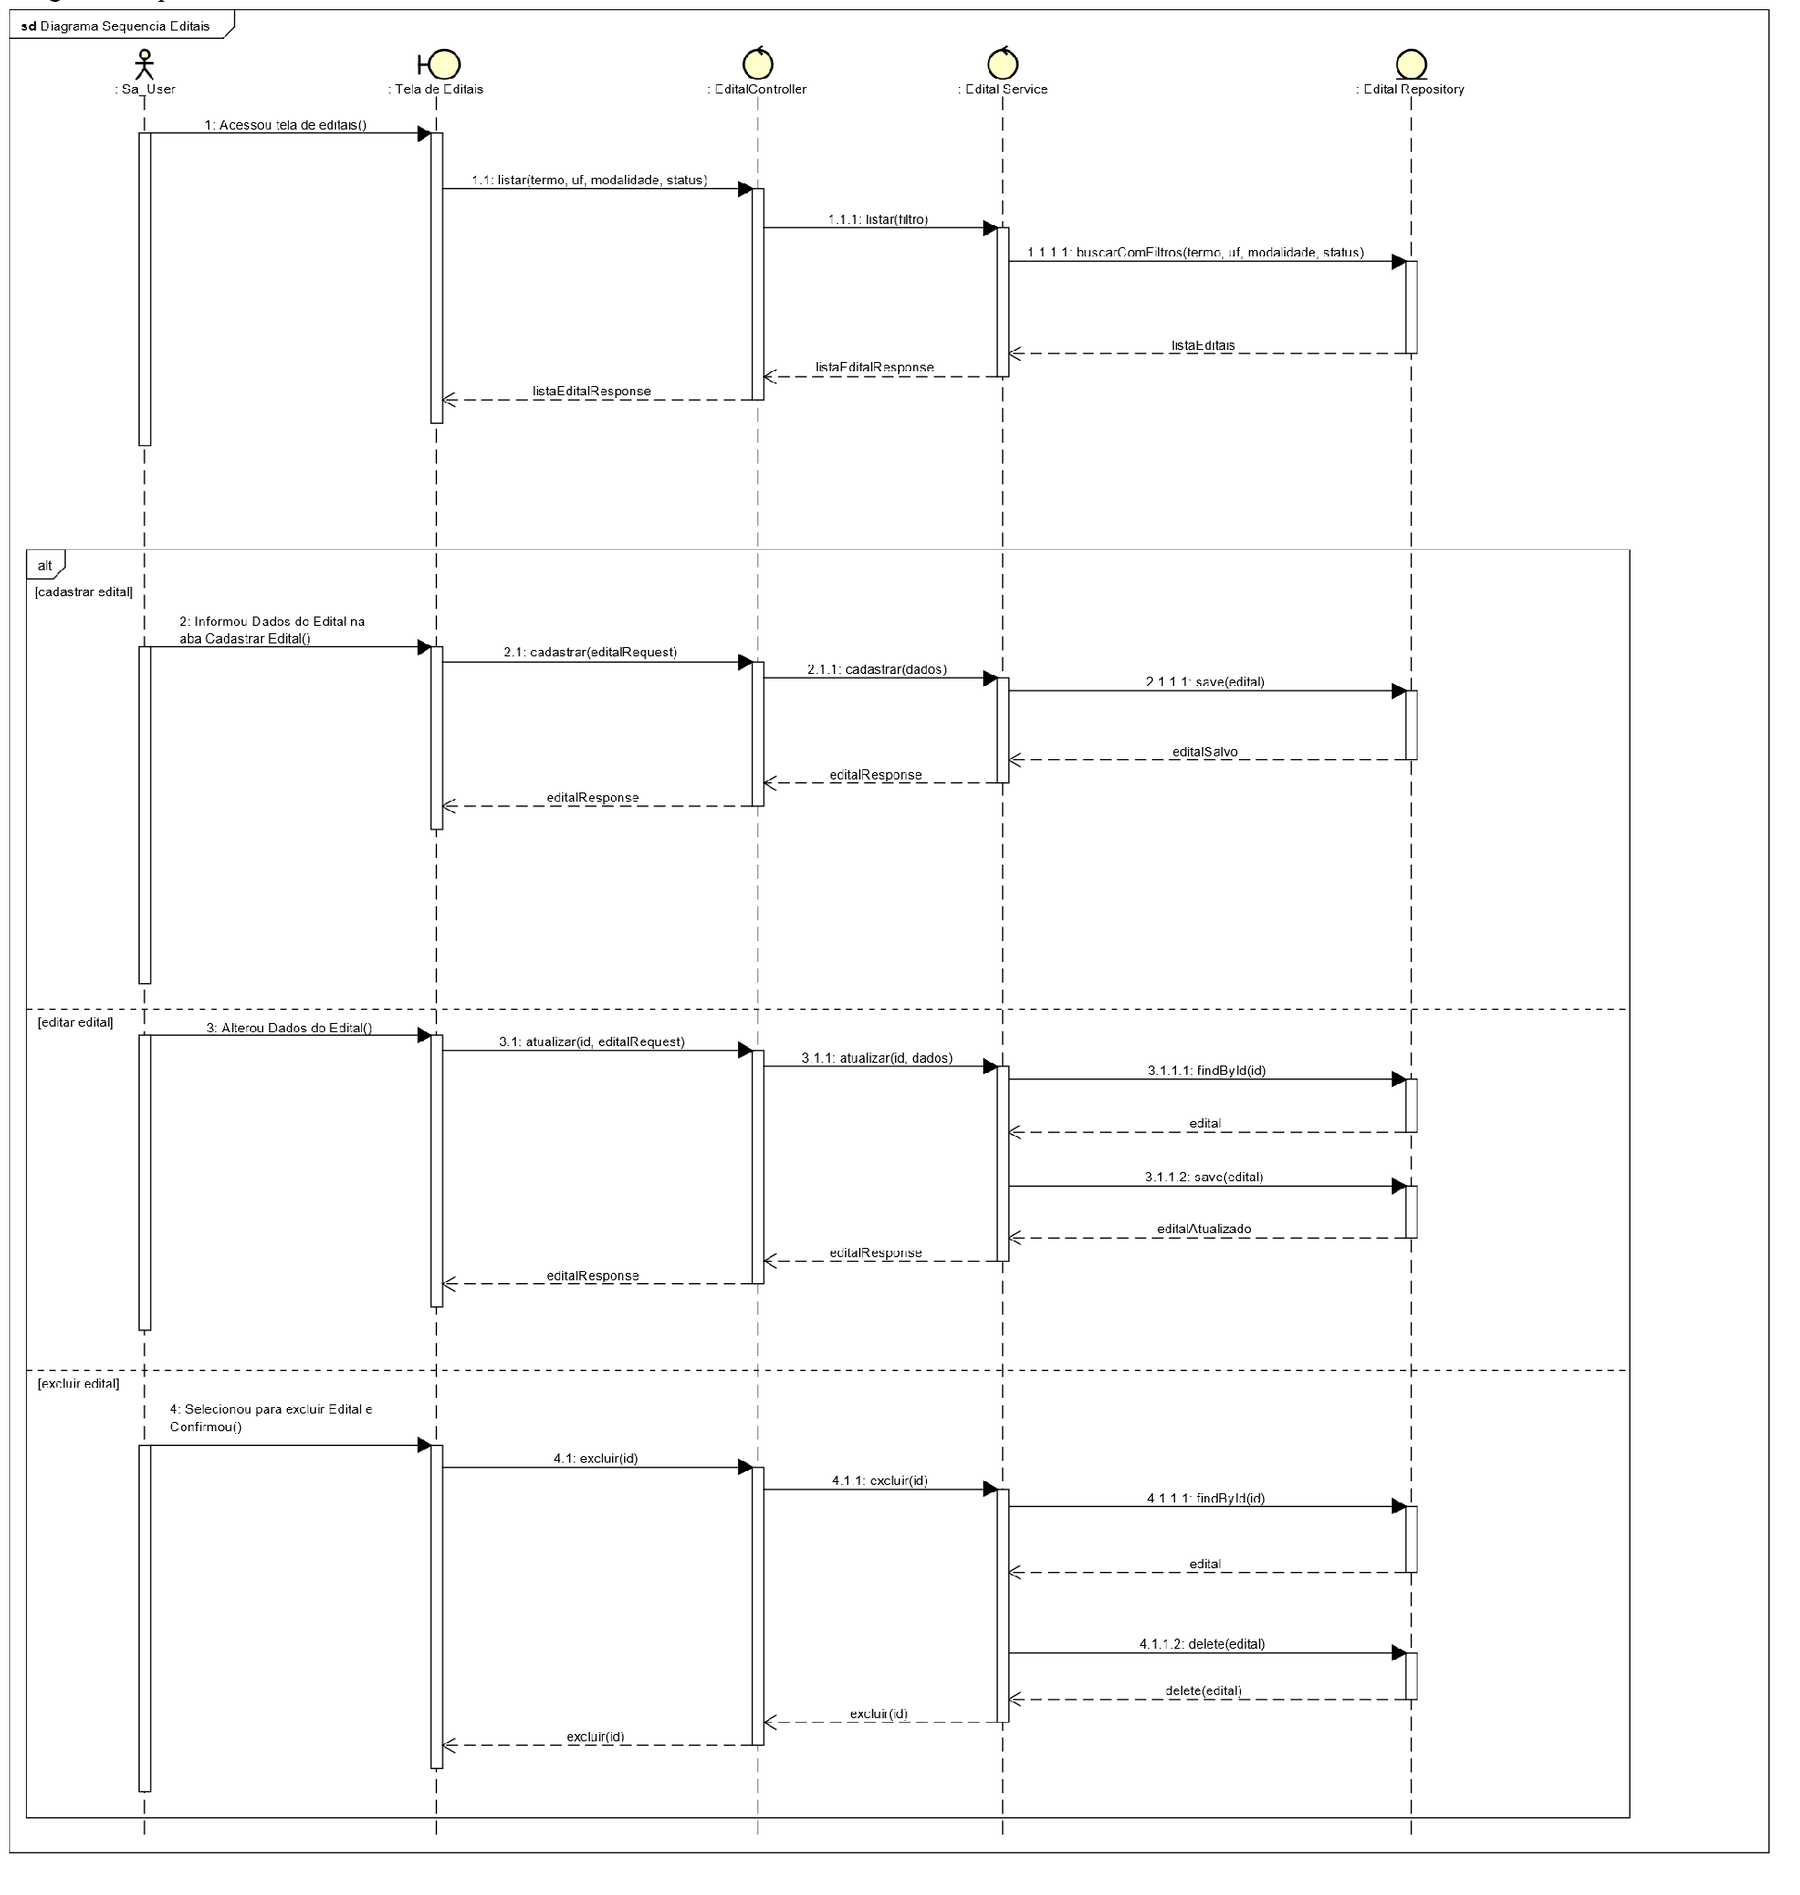 sd Diagrama Sequencia Editais
: Sa_User
: Tela de Editais
: EditalController
: Edital Service
: Edital Repository
1: Acessou tela de editais()
1.1: listar(termo, uf, modalidade, status)
1.1.1: listar(filtro)
1.1.1.1: buscarComFiltros(termo, uf, modalidade, status)
listaEditais
listaEditalResponse
listaEditalResponse
alt
[cadastrar edital]
2: Informou Dados do Edital na
aba Cadastrar Edital()
2.1: cadastrar(editalRequest)
2.1.1: cadastrar(dados)
2.1.1.1: save(edital)
editalSalvo
editalResponse
editalResponse
[editar edital]
3: Alterou Dados do Edital()
3.1: atualizar(id, editalRequest)
3.1.1: atualizar(id, dados)
3.1.1.1: findById(id)
edital
3.1.1.2: save(edital)
editalAtualizado
editalResponse
editalResponse
[excluir edital]
4: Selecionou para excluir Edital e
Confirmou()
4.1: excluir(id)
4.1.1: excluir(id)
4.1.1.1: findById(id)
edital
4.1.1.2: delete(edital)
delete(edital)
excluir(id)
excluir(id)